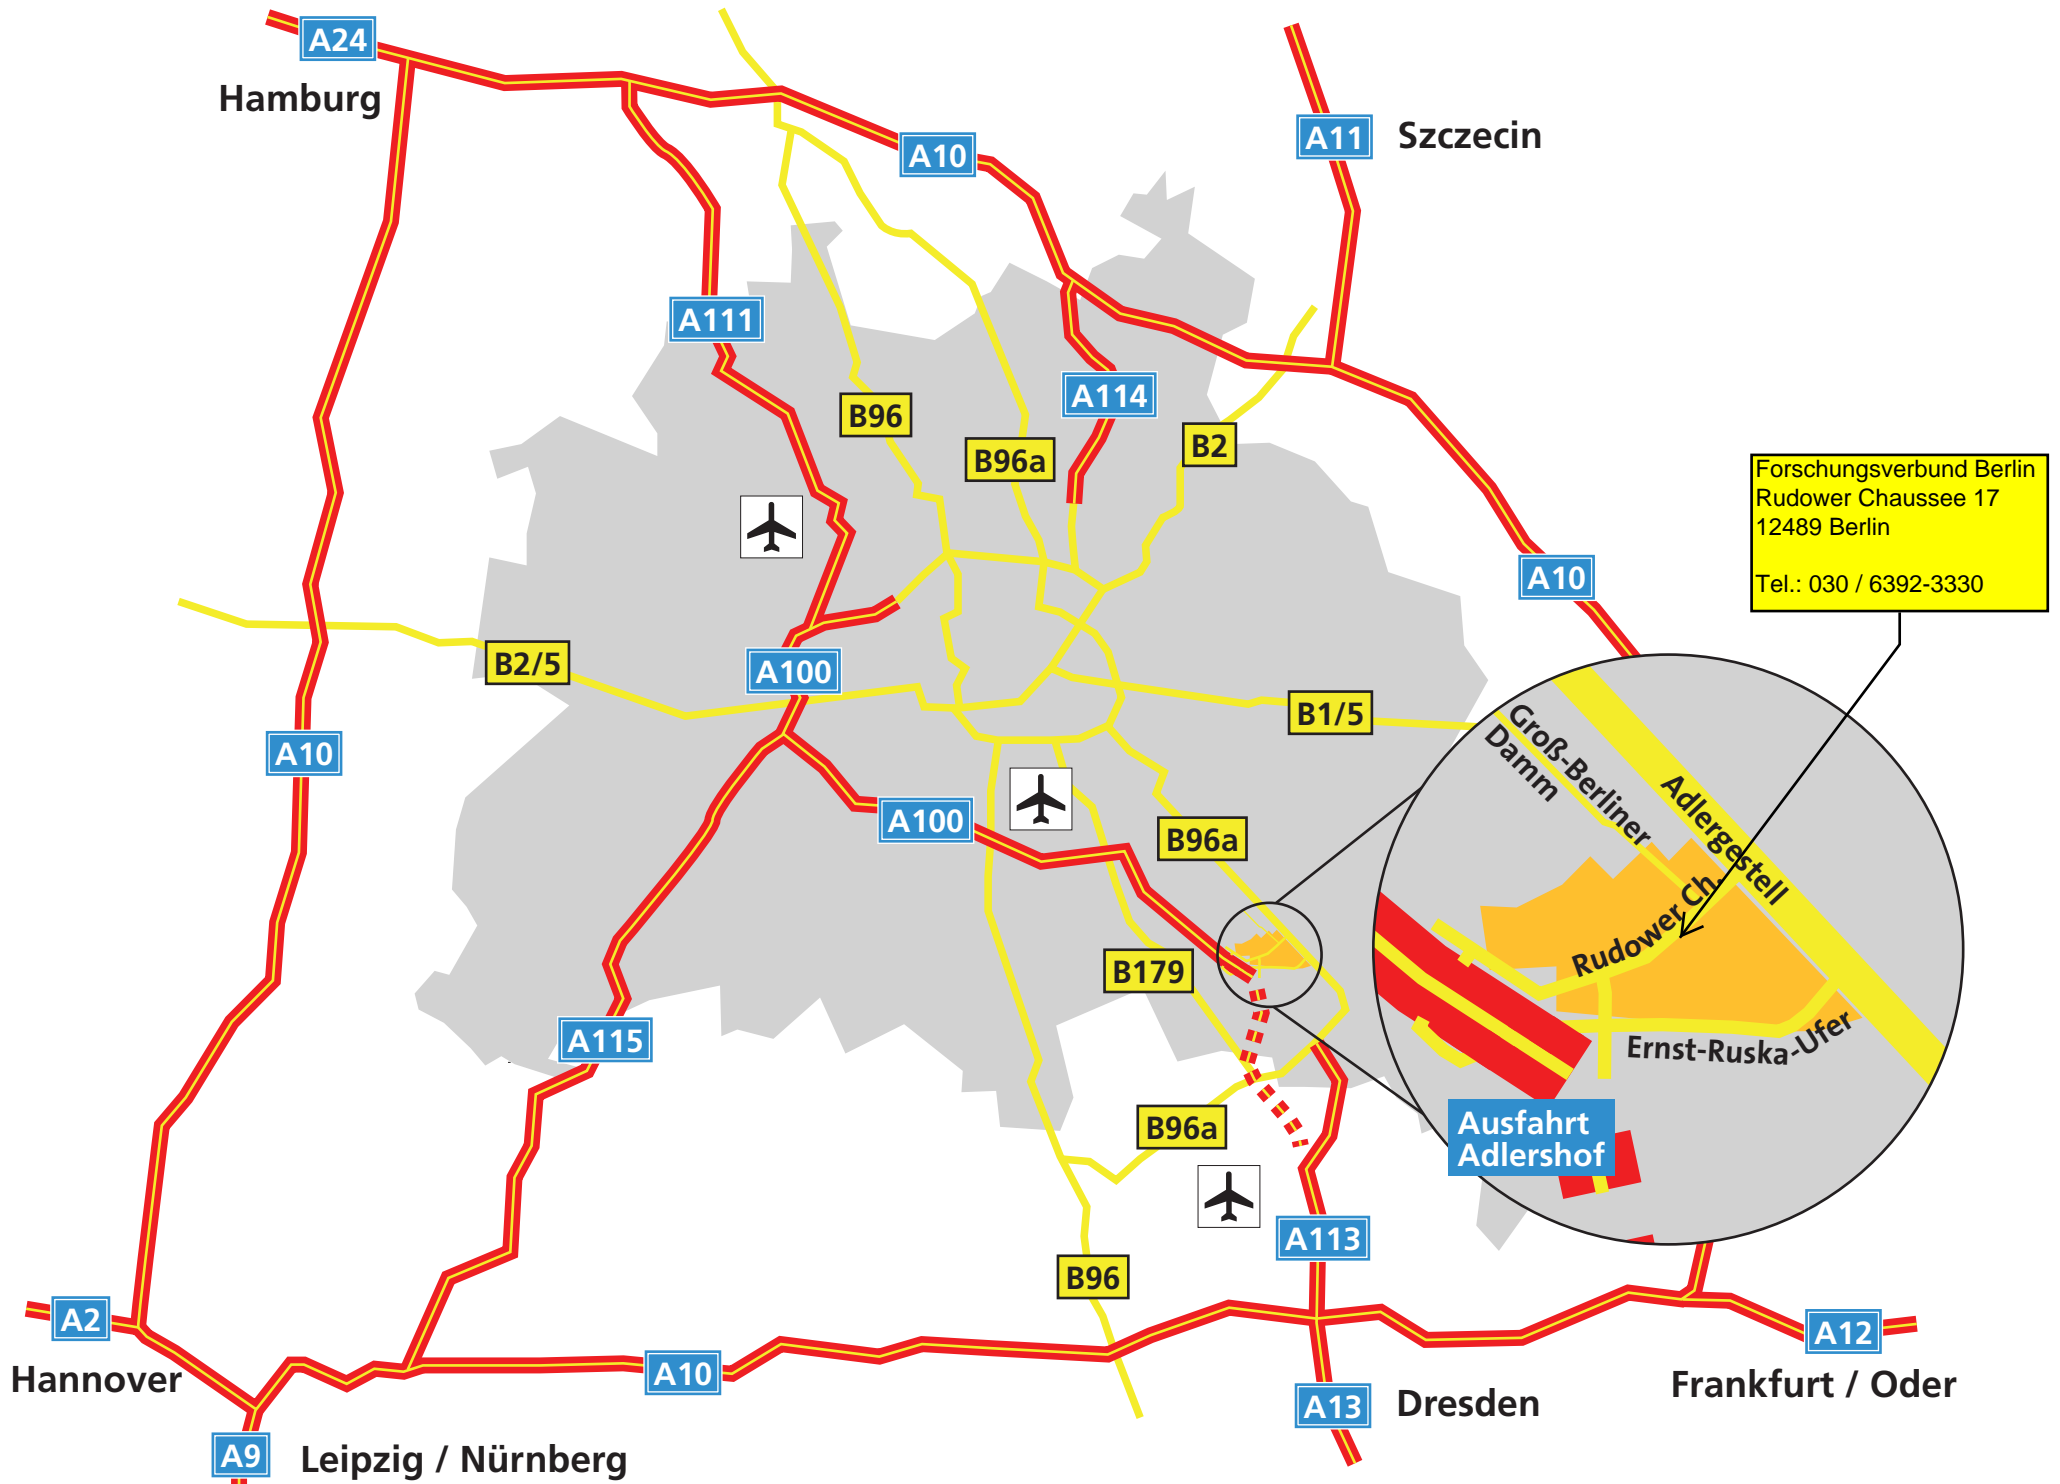 A24
Hamburg
A10
A11
Szczecin
A111
A114
B96
B96a
B2
Forschungsverbund Berlin
Rudower Chaussee 17
12489 Berlin
Tel.: 030 / 6392-3330
A10
B2/5
A100
B1/5
A10
A100
B96a
Groß-Berliner
Damm
Adlergestell
Rudower Ch.
Ernst-Ruska-Ufer
B179
A115
Ausfahrt
Adlershof
B96a
A113
B96
A2
Hannover
A10
A12
Frankfurt / Oder
A13
Dresden
A9
Leipzig / Nürnberg